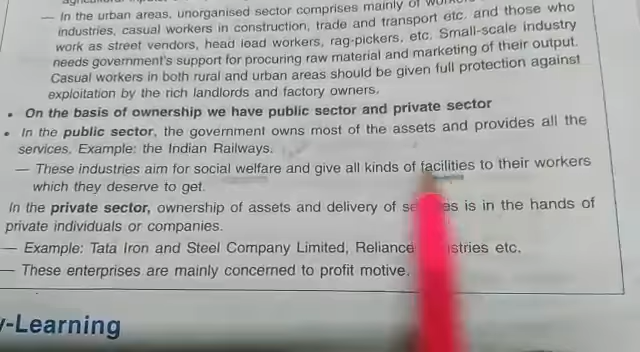 — In the urban areas, unorganised sector comprises mainly of
industries, casual workers in construction, trade and transport etc. and those who
work as street vendors, head load workers, rag-pickers, etc. Small-scale industry
needs government's support for procuring raw material and marketing of their output.
Casual workers in both rural and urban areas should be given full protection against
exploitation by the rich landlords and factory owners.
• On the basis of ownership we have public sector and private sector
• In the public sector, the government owns most of the assets and provides all the
services. Example: the Indian Railways.
— These industries aim for social welfare and give all kinds of facilities to their workers
which they deserve to get.
In the private sector, ownership of assets and delivery of is in the hands of
private individuals or companies.
— Example: Tata Iron and Steel Company Limited, Reliance etc.
— These enterprises are mainly concerned to profit motive.
-Learning